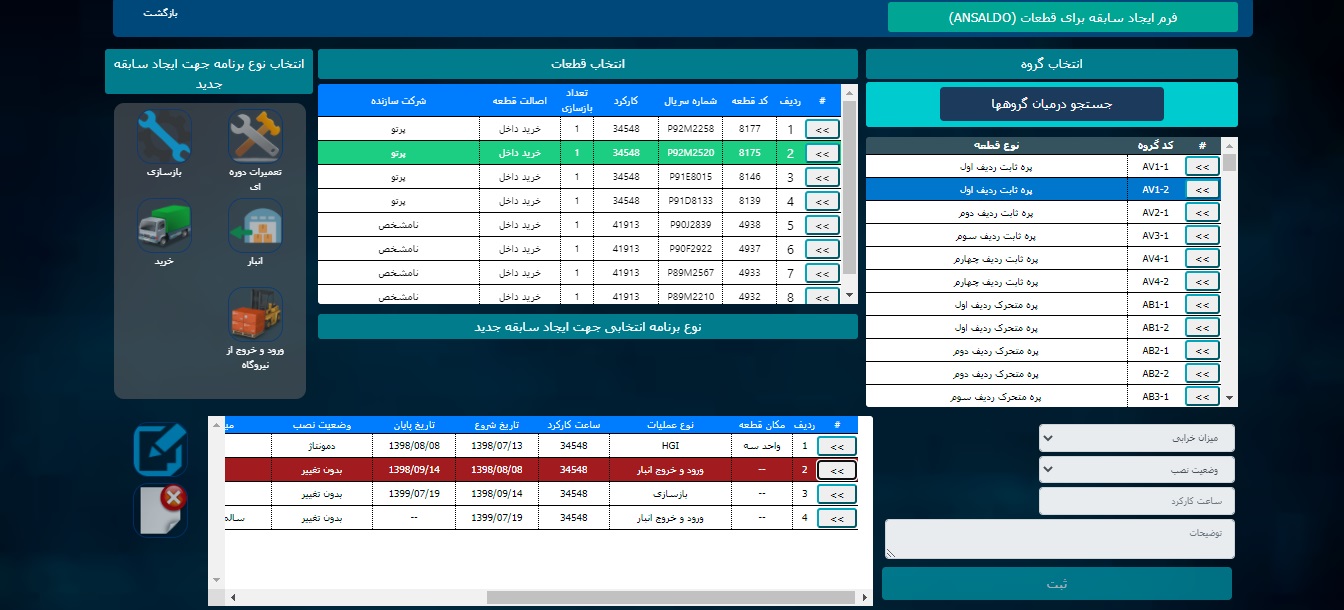 فرم ایجاد سابقه برای قطعات (ANSALDO)
بازگشت
انتخاب گروه
جستجو درمیان گروهها
# کد گروه نوع قطعه
<< AV1-1 پره ثابت ردیف اول
<< AV1-2 پره ثابت ردیف اول
<< AV2-1 پره ثابت ردیف دوم
<< AV3-1 پره ثابت ردیف سوم
<< AV4-1 پره ثابت ردیف چهارم
<< AV4-2 پره ثابت ردیف چهارم
<< AB1-1 پره متحرک ردیف اول
<< AB1-2 پره متحرک ردیف اول
<< AB2-1 پره متحرک ردیف دوم
<< AB2-2 پره متحرک ردیف دوم
<< AB3-1 پره متحرک ردیف سوم
انتخاب قطعات
# ردیف کد قطعه شماره سریال کارکرد تعداد بازسازی اصالت قطعه شرکت سازنده
<< 1 8177 P92M2258 34548 1 خرید داخل پرتو
<< 2 8175 P92M2520 34548 1 خرید داخل پرتو
<< 3 8146 P91E8015 34548 1 خرید داخل پرتو
<< 4 8139 P91D8133 34548 1 خرید داخل پرتو
<< 5 4938 P90J2839 41913 1 خرید داخل نامشخص
<< 6 4937 P90F2922 41913 1 خرید داخل نامشخص
<< 7 4933 P89M2567 41913 1 خرید داخل نامشخص
<< 8 4932 P89M2210 41913 1 خرید داخل نامشخص
نوع برنامه انتخابی جهت ایجاد سابقه جدید
انتخاب نوع برنامه جهت ایجاد سابقه
جدید
تعمیرات دوره
ای
بازسازی
انبار
خرید
ورود و خروج از
نیروگاه
میزان خرابی
وضعیت نصب
ساعت کارکرد
توضیحات
ثبت
# ردیف مکان قطعه نوع عملیات ساعت کارکرد تاریخ شروع تاریخ پایان وضعیت نصب می
<< 1 واحد سه HGI 34548 1398/07/13 1398/08/08 دمونتاژ
<< 2 -- ورود و خروج انبار 34548 1398/08/08 1398/09/14 بدون تغییر
<< 3 -- بازسازی 34548 1398/09/14 1399/07/19 بدون تغییر
<< 4 -- ورود و خروج انبار 34548 1399/07/19 -- بدون تغییر سالم